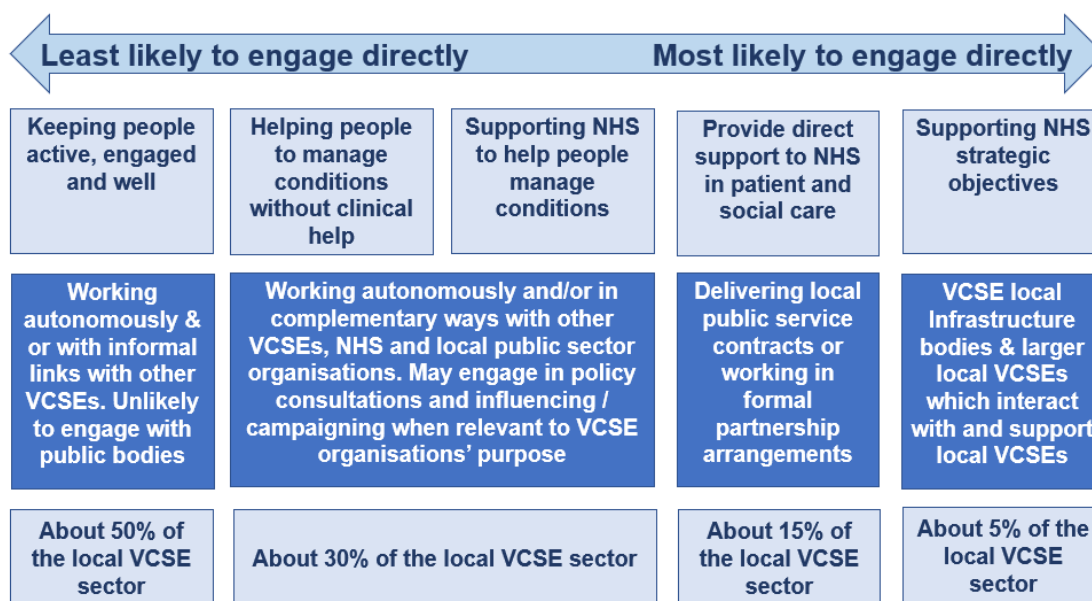 Least likely to engage directly
Most likely to engage directly
Keeping people
active, engaged
and well
Helping people
to manage
conditions
without clinical
help
Supporting NHS
to help people
manage
conditions
Provide direct
support to NHS
in patient and
social care
Supporting NHS
strategic
objectives
Working
autonomously &
or with informal
links with other
VCSEs. Unlikely
to engage with
public bodies
Working autonomously and/or in
complementary ways with other
VCSEs, NHS and local public sector
organisations. May engage in policy
consultations and influencing /
campaigning when relevant to VCSE
organisations’ purpose
Delivering local
public service
contracts or
working in
formal
partnership
arrangements
VCSE local
Infrastructure
bodies & larger
local VCSEs
which interact
with and support
local VCSEs
About 50% of
the local VCSE
sector
About 30% of the local VCSE sector
About 15% of
the local VCSE
sector
About 5% of the
local VCSE
sector